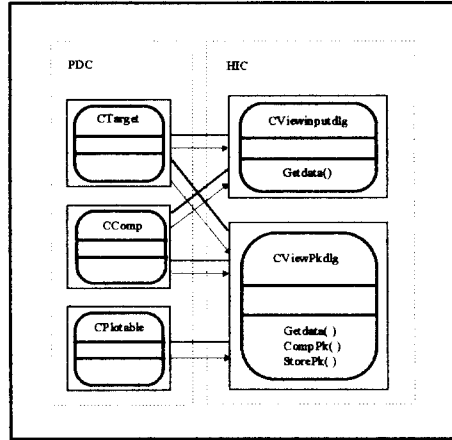 PDC
HIC
CTarget
CViewinputdlg
Getdata()
CComp
CViewPkdlg
CPlotable
Getdata( )
CompPk( )
StorePk( )